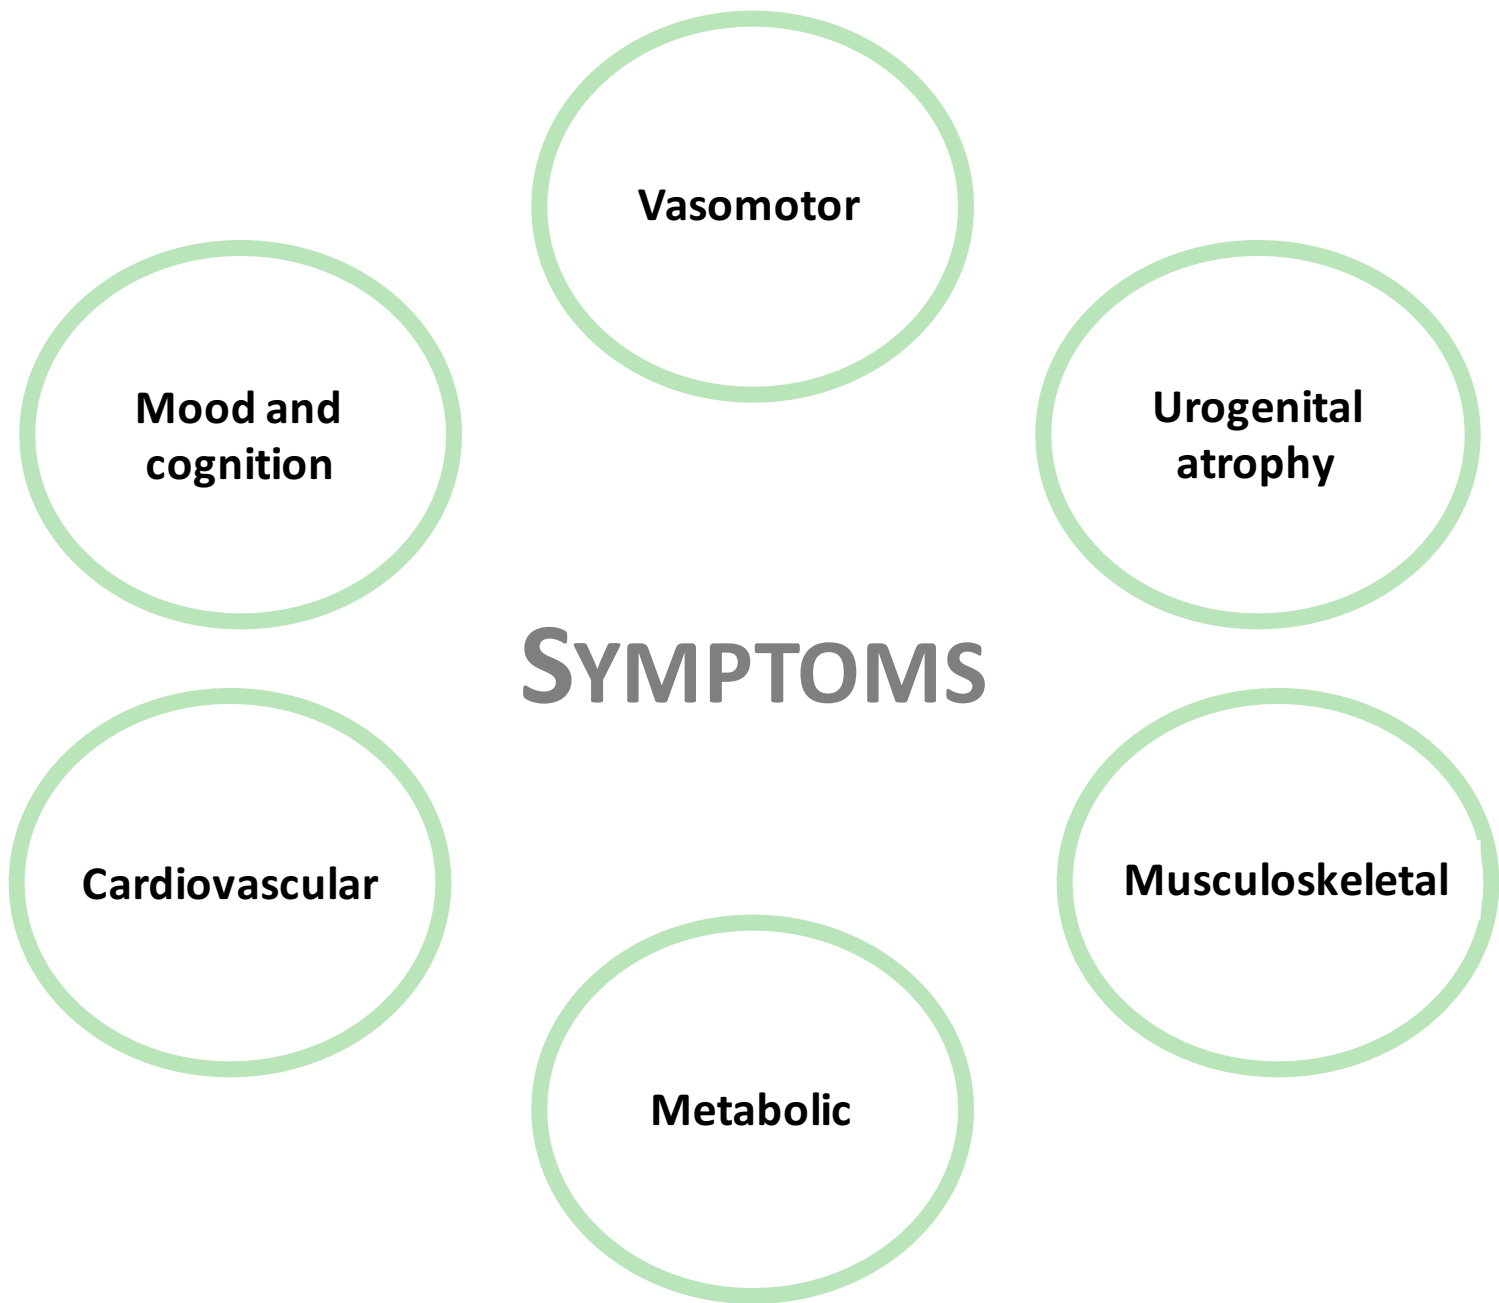 Vasomotor
Mood and
cognition
Urogenital
atrophy
SYMPTOMS
Cardiovascular
Musculoskeletal
Metabolic